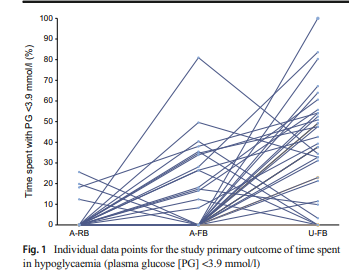 100
90
80
70
60
50
40
30
20
10
0
Time spent with PG <3.9 mmol/l (%)
A-RB A-FB U-FB
Fig. 1 Individual data points for the study primary outcome of time spent
in hypoglycaemia (plasma glucose [PG] <3.9 mmol/l)